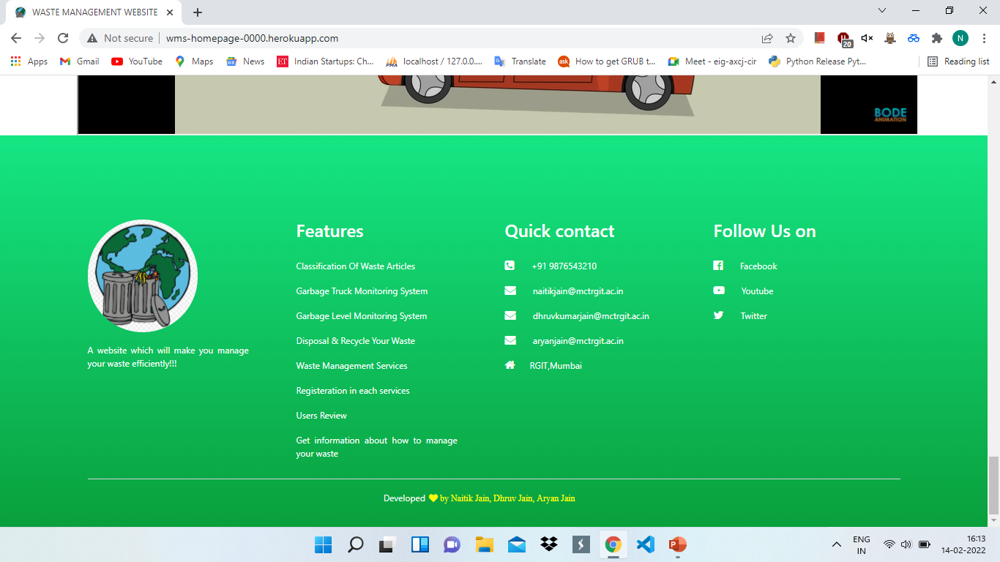 WASTE MANAGEMENT WEBSITE
Not secure
wms-homepage-0000.herokuapp.com
20
N
Apps
Gmail
YouTube
Maps
News
ET
Indian Startups: Ch...
PMA
localhost / 127.0.0....
Translate
ask
How to get GRUB t...
Meet - eig-axcj-cir
Python Release Pyt...
Reading list
BODE
ANIMATION
A website which will make you manage
your waste efficiently!!!
Features
Classification Of Waste Articles
Garbage Truck Monitoring System
Garbage Level Monitoring System
Disposal & Recycle Your Waste
Waste Management Services
Registeration in each services
Users Review
Get information about how to manage
your waste
Quick contact
+91 9876543210
naitikjain@mctrgit.ac.in
dhruvkumarjain@mctrgit.ac.in
aryanjain@mctrgit.ac.in
RGIT,Mumbai
Follow Us on
Facebook
Youtube
Twitter
Developed by Naitik Jain, Dhruv Jain, Aryan Jain
ENG
IN
16:13
14-02-2022